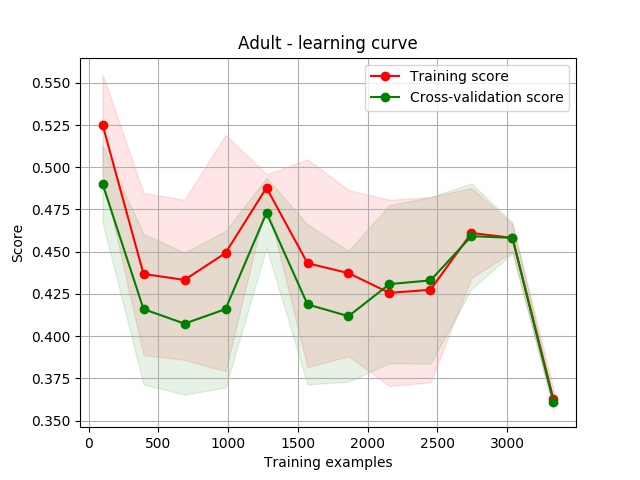 Adult - learning curve
Training score
Cross-validation score
0.550
0.525
0.500
0.475
0.450
0.425
0.400
0.375
0.350
Score
0 500 1000 1500 2000 2500 3000
Training examples